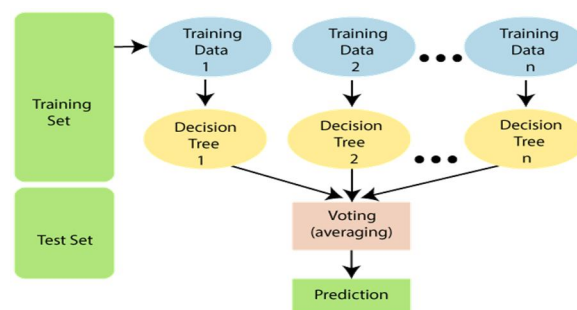 Training
Set
Test Set
Training
Data
1
Training
Data
2
Training
Data
n
Decision
Tree
1
Decision
Tree
2
Decision
Tree
n
Voting
(averaging)
Prediction